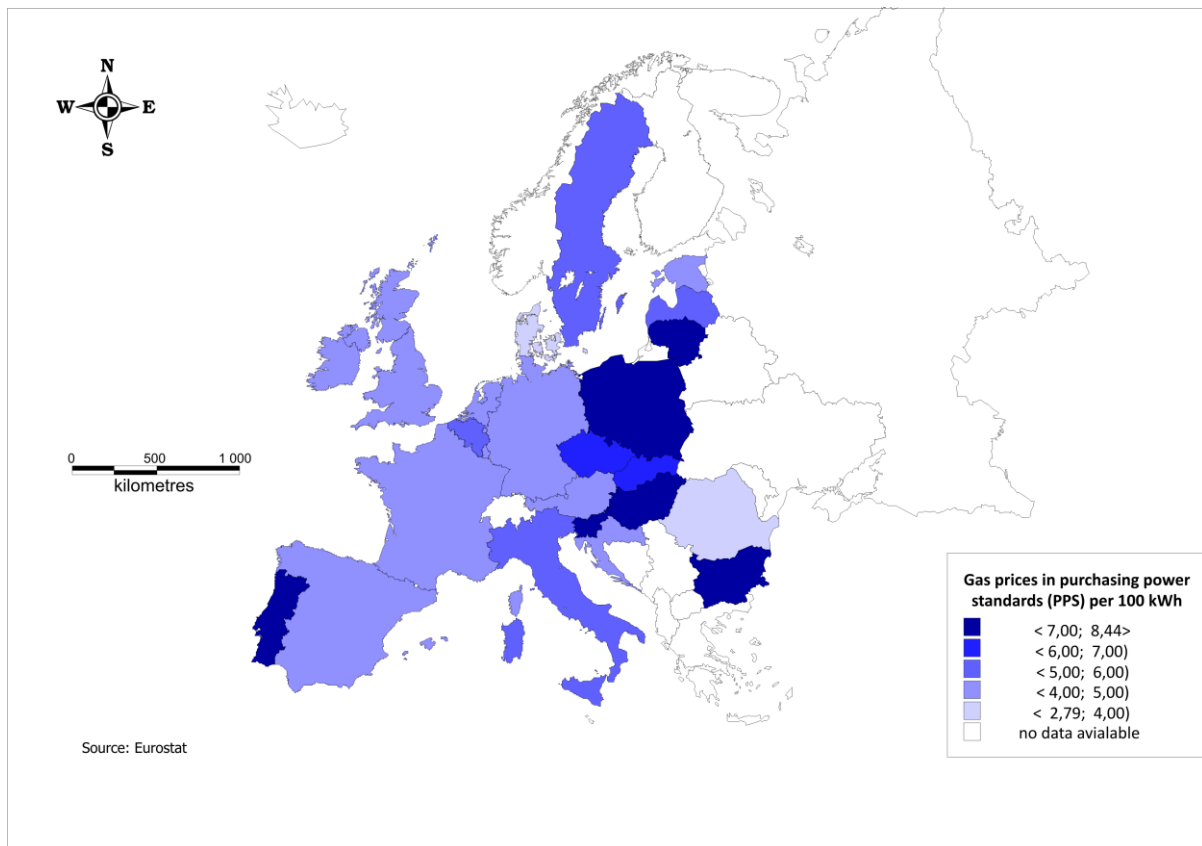 N
W E
S
0 500 1 000
kilometres
Gas prices in purchasing power
standards (PPS) per 100 kWh
< 7,00; 8,44>
< 6,00; 7,00)
< 5,00; 6,00)
< 4,00; 5,00)
< 2,79; 4,00)
no data avialable
Source: Eurostat